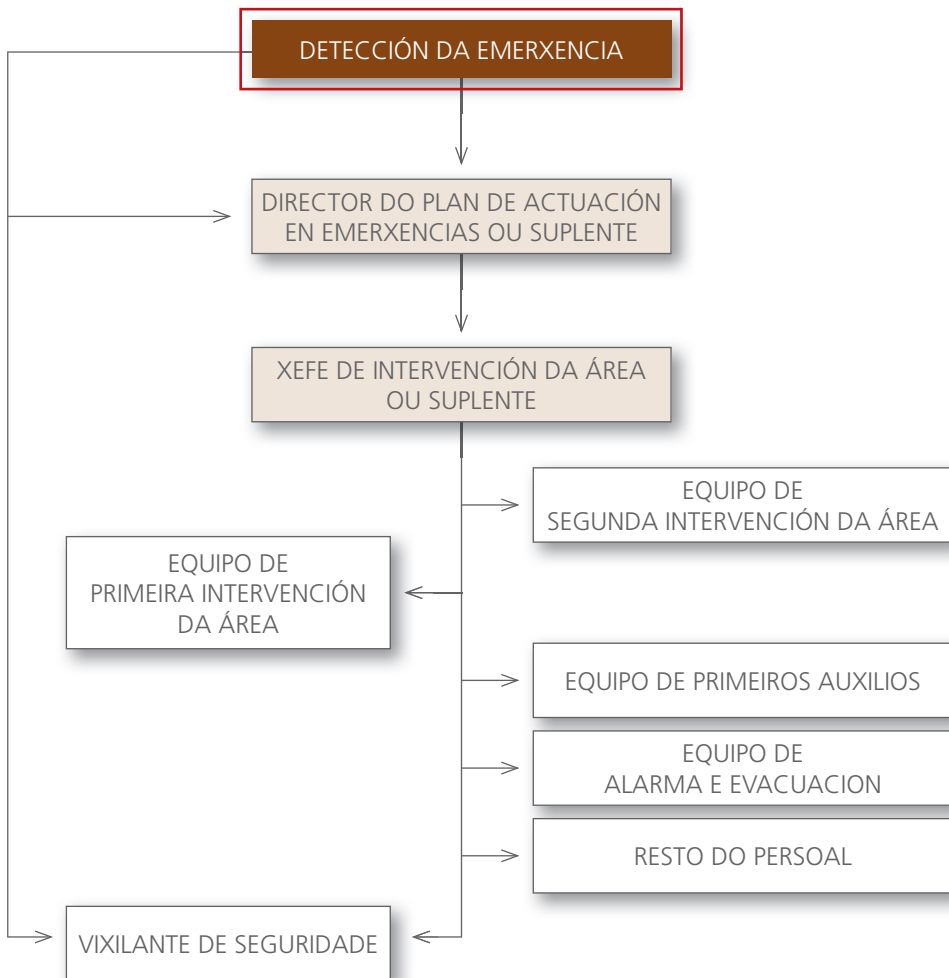 DETECCIÓN DA EMERXENCIA
DIRECTOR DO PLAN DE ACTUACIÓN
EN EMERXENCIAS OU SUPLENTE
XEFE DE INTERVENCIÓN DA ÁREA
OU SUPLENTE
EQUIPO DE
SEGUNDA INTERVENCIÓN DA ÁREA
EQUIPO DE
PRIMEIRA INTERVENCIÓN
DA ÁREA
EQUIPO DE PRIMEIROS AUXILIOS
EQUIPO DE
ALARMA E EVACUACION
RESTO DO PERSOAL
VIXILANTE DE SEGURIDADE